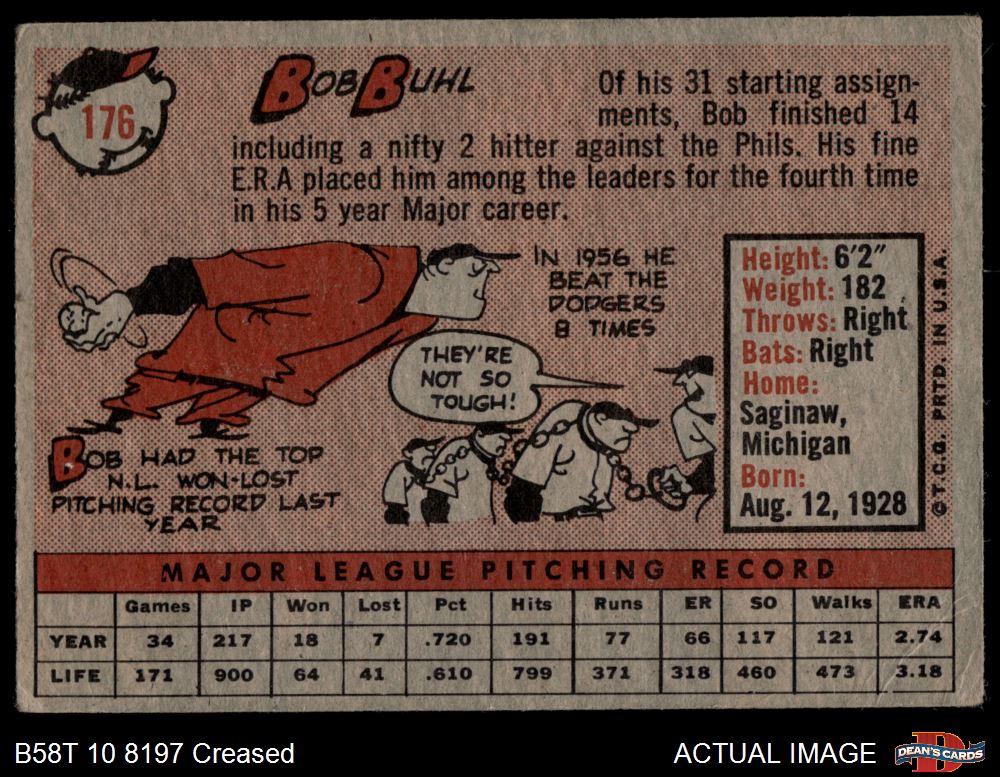 176
BOB BUHL
Of his 31 starting assign-
ments, Bob finished 14
including a nifty 2 hitter against the Phils. His fine
E.R.A placed him among the leaders for the fourth time
in his 5 year Major career.
IN 1956 HE
BEAT THE
DODGERS
8 TIMES
THEY'RE
NOT SO
TOUGH!
BOB HAD THE TOP
N.L. WON-LOST
PITCHING RECORD LAST
YEAR
Height: 6'2"
Weight: 182
Throws: Right
Bats: Right
Home:
Saginaw,
Michigan
Born:
Aug. 12, 1928
© T.C.G. PRTD. IN U.S.A.
MAJOR LEAGUE PITCHING RECORD
Games IP Won Lost Pct Hits Runs ER SO Walks ERA
YEAR 34 217 18 7 .720 191 77 66 117 121 2.74
LIFE 171 900 64 41 .610 799 371 318 460 473 3.18
B58T 10 8197 Creased
ACTUAL IMAGE
DEAN'S CARDS